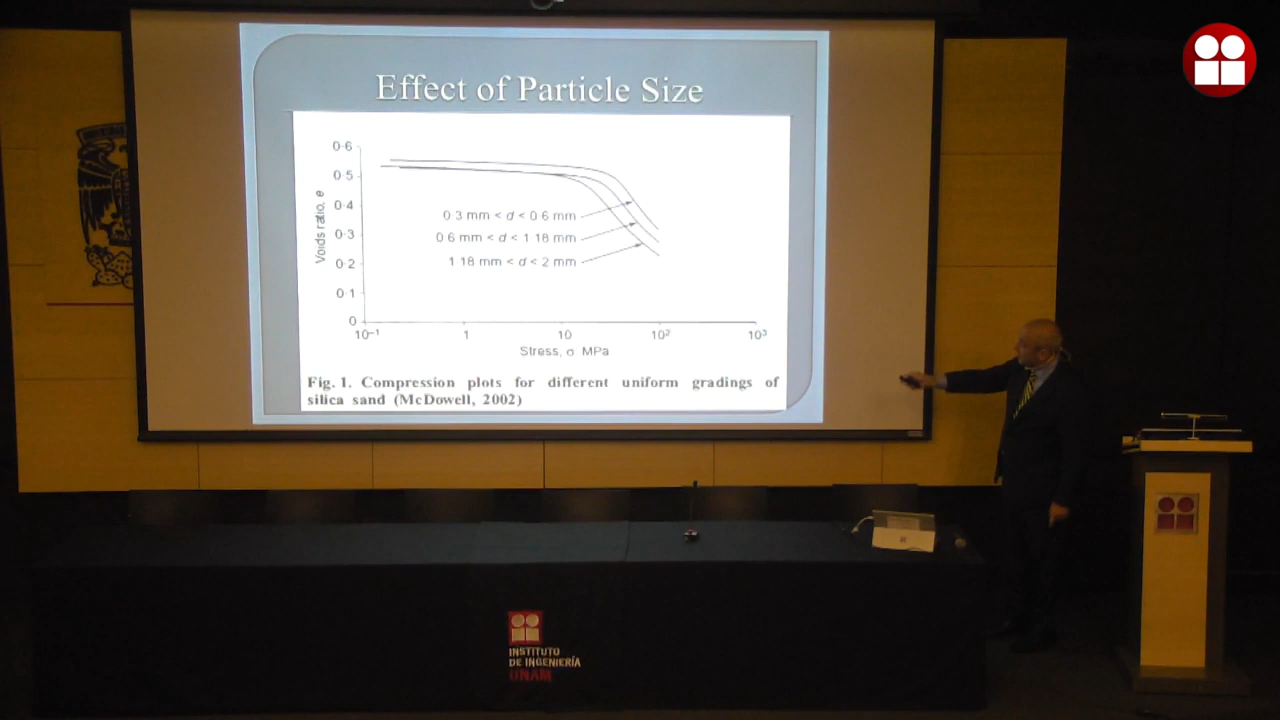 Effect of Particle Size
0·6
0·5
0·4
0·3
0·2
0·1
0
Voids ratio, e
0·3 mm < d < 0·6 mm
0·6 mm < d < 1·18 mm
1·18 mm < d < 2 mm
10⁻¹ 1 10 10² 10³
Stress, σ MPa
Fig. 1. Compression plots for different uniform gradings of
silica sand (McDowell, 2002)
INSTITUTO
DE INGENIERÍA
UNAM